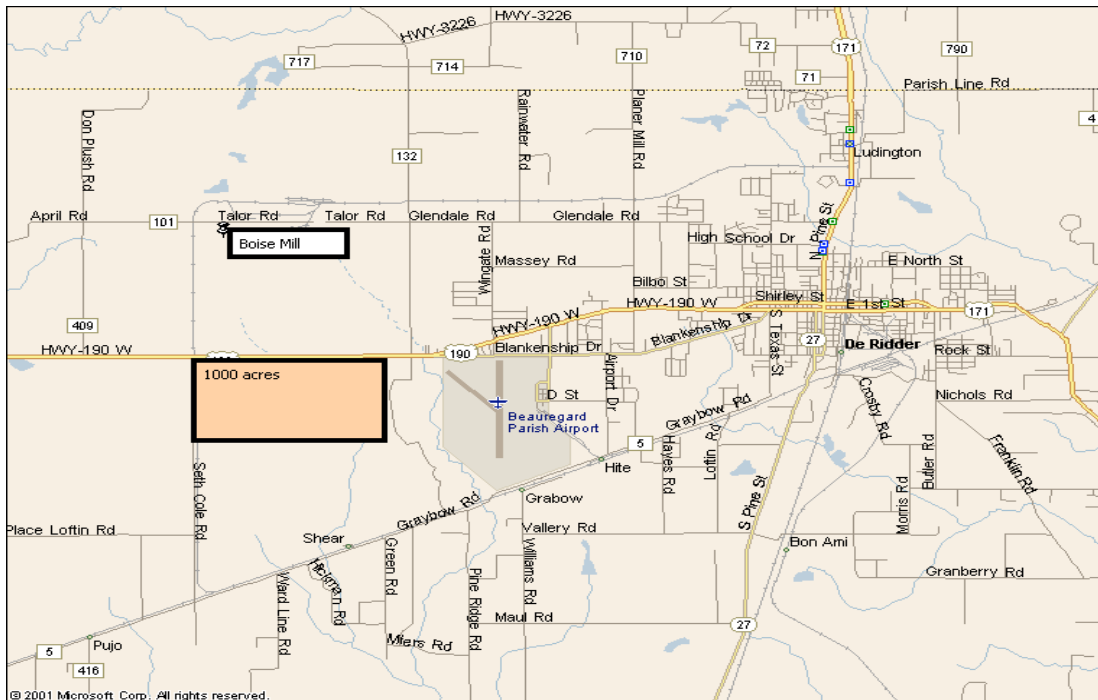 HWY-3226
HWY-3226
717
714
710
72
171
790
71
Parish Line Rd
4
Don Plush Rd
132
Rainwater Rd
Planer Mill Rd
Ludington
April Rd
101
Talor Rd
Talor Rd
Glendale Rd
Glendale Rd
N Pine St
Boise Mill
High School Dr
Wingate Rd
Massey Rd
E North St
Bilbo St
409
HWY-190 W
Shirley St
E 1st St
171
HWY-190 W
HWY-190 W
190
Blankenship Dr
Blankenship Dr
S Texas St
27
De Ridder
Rock St
1000 acres
Airport Dr
D St
Beauregard
Parish Airport
Graybow Rd
Crosby Rd
Nichols Rd
5
Hayes Rd
Loftin Rd
Butler Rd
Franklin Rd
Hite
Seth Cole Rd
Graybow Rd
Grabow
S Pine St
Morris Rd
Place Loftin Rd
Vallery Rd
Shear
Bon Ami
Hickman Rd
Green Rd
Williams Rd
Granberry Rd
Ward Line Rd
Pine Ridge Rd
Maul Rd
27
Pujo
Miers Rd
5
416
© 2001 Microsoft Corp. All rights reserved.